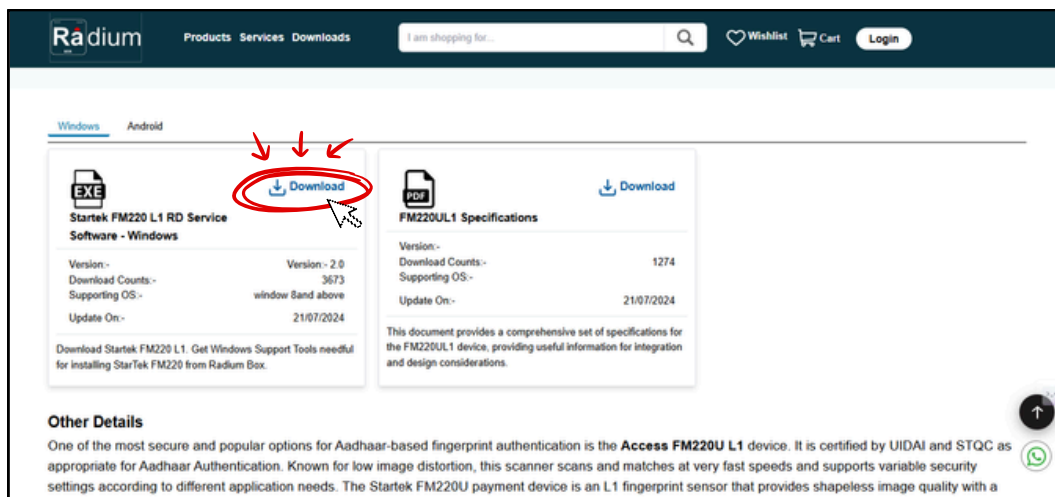 Radium
Products Services Downloads
I am shopping for...
Wishlist
Cart
Login
Windows
Android
EXE
Download
Startek FM220 L1 RD Service
Software - Windows
Version:- Version:- 2.0
Download Counts:- 3673
Supporting OS:- window 8and above
Update On:- 21/07/2024
Download Startek FM220 L1. Get Windows Support Tools needful
for installing StarTek FM220 from Radium Box.
PDF
Download
FM220UL1 Specifications
Version:-
Download Counts:- 1274
Supporting OS:-
Update On:- 21/07/2024
This document provides a comprehensive set of specifications for
the FM220UL1 device, providing useful information for integration
and design considerations.
Other Details
One of the most secure and popular options for Aadhaar-based fingerprint authentication is the Access FM220U L1 device. It is certified by UIDAI and STQC as
appropriate for Aadhaar Authentication. Known for low image distortion, this scanner scans and matches at very fast speeds and supports variable security
settings according to different application needs. The Startek FM220U payment device is an L1 fingerprint sensor that provides shapeless image quality with a